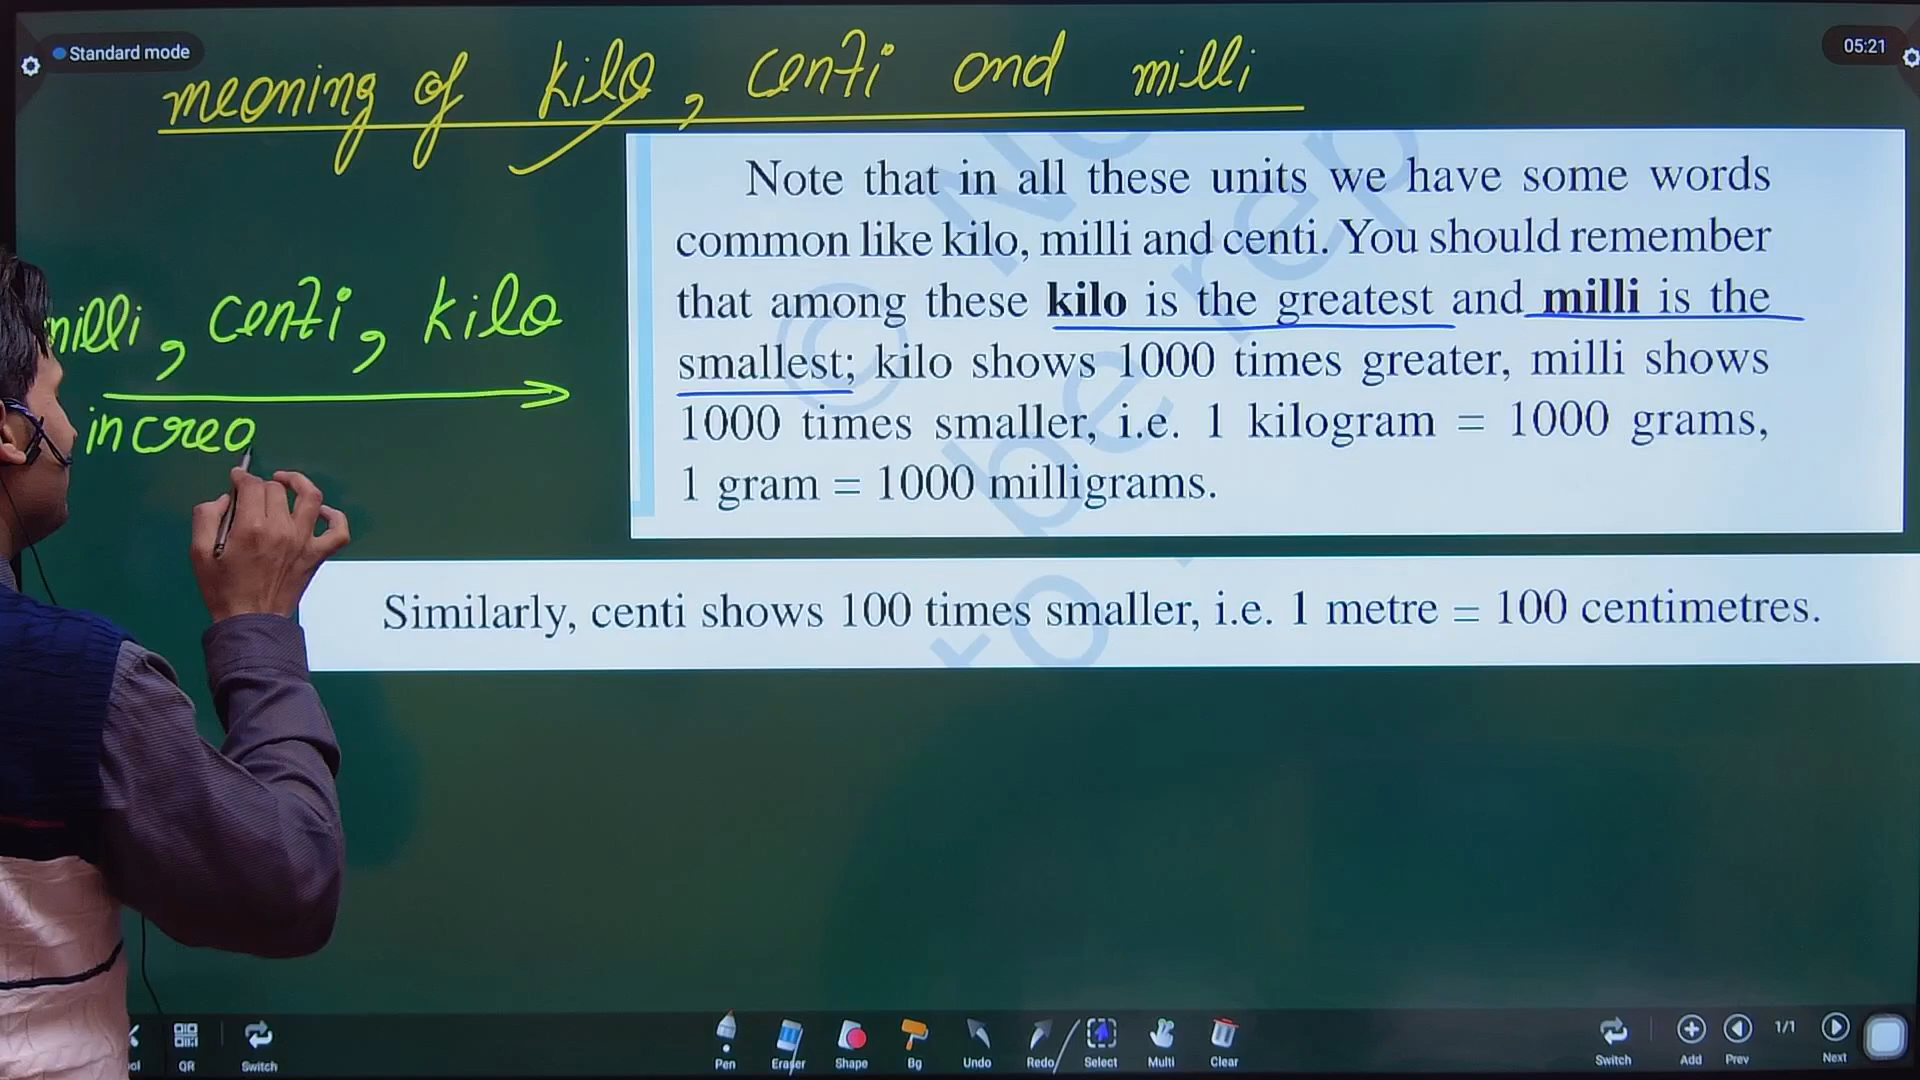 Standard mode
05:21
meaning of kilo, centi and milli
Note that in all these units we have some words
common like kilo, milli and centi. You should remember
that among these kilo is the greatest and milli is the
smallest; kilo shows 1000 times greater, milli shows
1000 times smaller, i.e. 1 kilogram = 1000 grams,
1 gram = 1000 milligrams.
milli, centi, kilo
increa
Similarly, centi shows 100 times smaller, i.e. 1 metre = 100 centimetres.
QR Switch Pen Eraser Shape Bg Undo Redo Select Multi Clear Switch Add Prev 1/1 Next